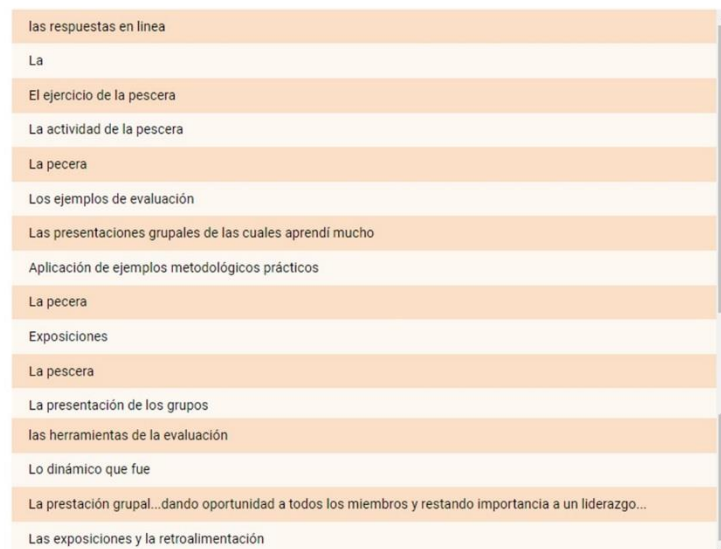 las respuestas en linea
La
El ejercicio de la pescera
La actividad de la pescera
La pecera
Los ejemplos de evaluación
Las presentaciones grupales de las cuales aprendí mucho
Aplicación de ejemplos metodológicos prácticos
La pecera
Exposiciones
La pescera
La presentación de los grupos
las herramientas de la evaluación
Lo dinámico que fue
La prestación grupal...dando oportunidad a todos los miembros y restando importancia a un liderazgo...
Las exposiciones y la retroalimentación